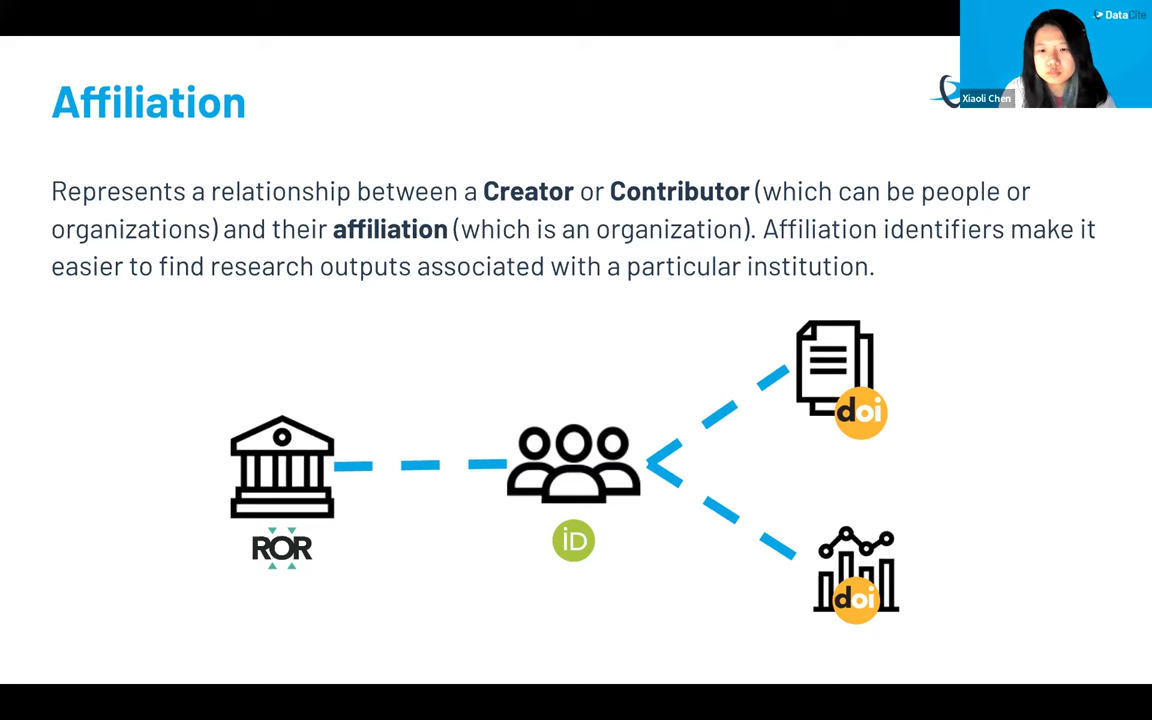 DataCite
Xiaoli Chen
Affiliation
Represents a relationship between a Creator or Contributor (which can be people or
organizations) and their affiliation (which is an organization). Affiliation identifiers make it
easier to find research outputs associated with a particular institution.
doi
ROR
iD
doi